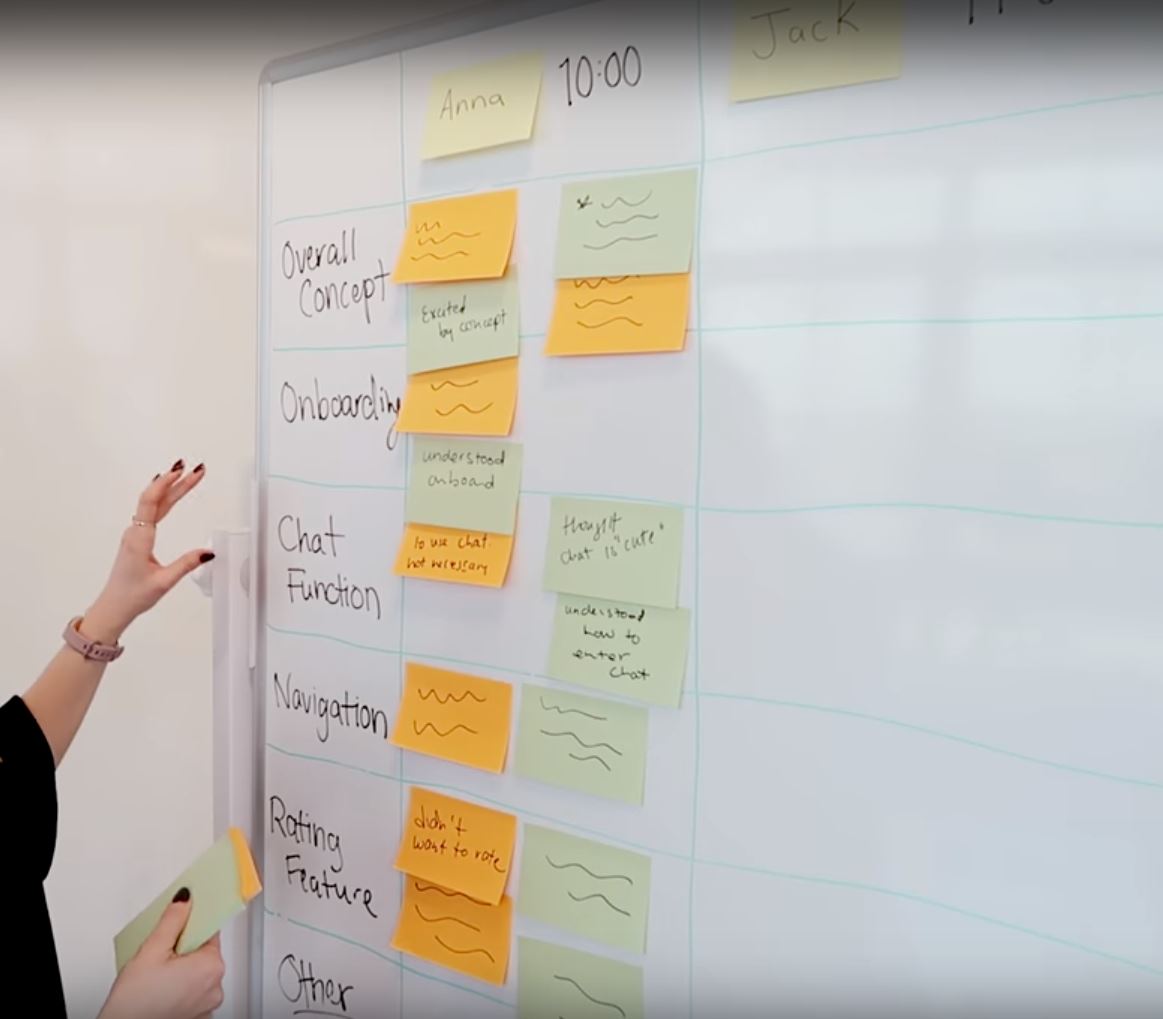 Anna
10:00
Jack
Overall
Concept
Excited
by concept
Onboarding
understood
onboard
Chat
Function
to use chat
not necessary
thought
chat is "cute"
understood
how to
enter
chat
Navigation
Rating
Feature
didn't
want to rate
Other